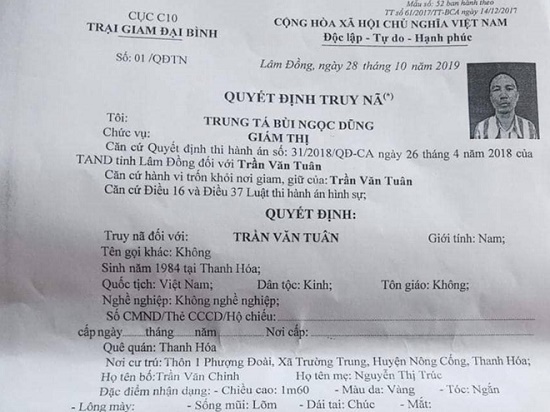 Mẫu số: 52 ban hành theo
CỤC C10
TT số 61/2017/TT-BCA ngày 14/12/2017
TRẠI GIAM ĐẠI BÌNH
CỘNG HÒA XÃ HỘI CHỦ NGHĨA VIỆT NAM
Độc lập - Tự do - Hạnh phúc
Số: 01 /QĐTN
Lâm Đồng, ngày 28 tháng 10 năm 2019
QUYẾT ĐỊNH TRUY NÃ(*)
Tôi: TRUNG TÁ BÙI NGỌC DŨNG
Chức vụ: GIÁM THỊ
Căn cứ Quyết định thi hành án số: 31/2018/QĐ-CA ngày 26 tháng 4 năm 2018 của
TAND tỉnh Lâm Đồng đối với Trần Văn Tuân
Căn cứ hành vi trốn khỏi nơi giam, giữ của: Trần Văn Tuân
Căn cứ Điều 16 và Điều 37 Luật thi hành án hình sự;
QUYẾT ĐỊNH:
Truy nã đối với: TRẦN VĂN TUÂN Giới tính: Nam;
Tên gọi khác: Không
Sinh năm 1984 tại Thanh Hóa;
Quốc tịch: Việt Nam; Dân tộc: Kinh; Tôn giáo: Không;
Nghề nghiệp: Không nghề nghiệp;
Số CMND/Thẻ CCCD/Hộ chiếu:
cấp ngày tháng năm Nơi cấp:
Quê quán: Thanh Hóa
Nơi cư trú: Thôn 1 Phượng Đoài, Xã Trường Trung, Huyện Nông Cống, Thanh Hóa;
Họ tên bố: Trần Văn Chinh Họ tên mẹ: Nguyễn Thị Trúc
Đặc điểm nhận dạng: - Chiều cao: 1m60 - Màu da: Vàng - Tóc: Ngắn
- Lông mày: - Sống mũi: Lõm - Dái tai: Chúc - Mắt: